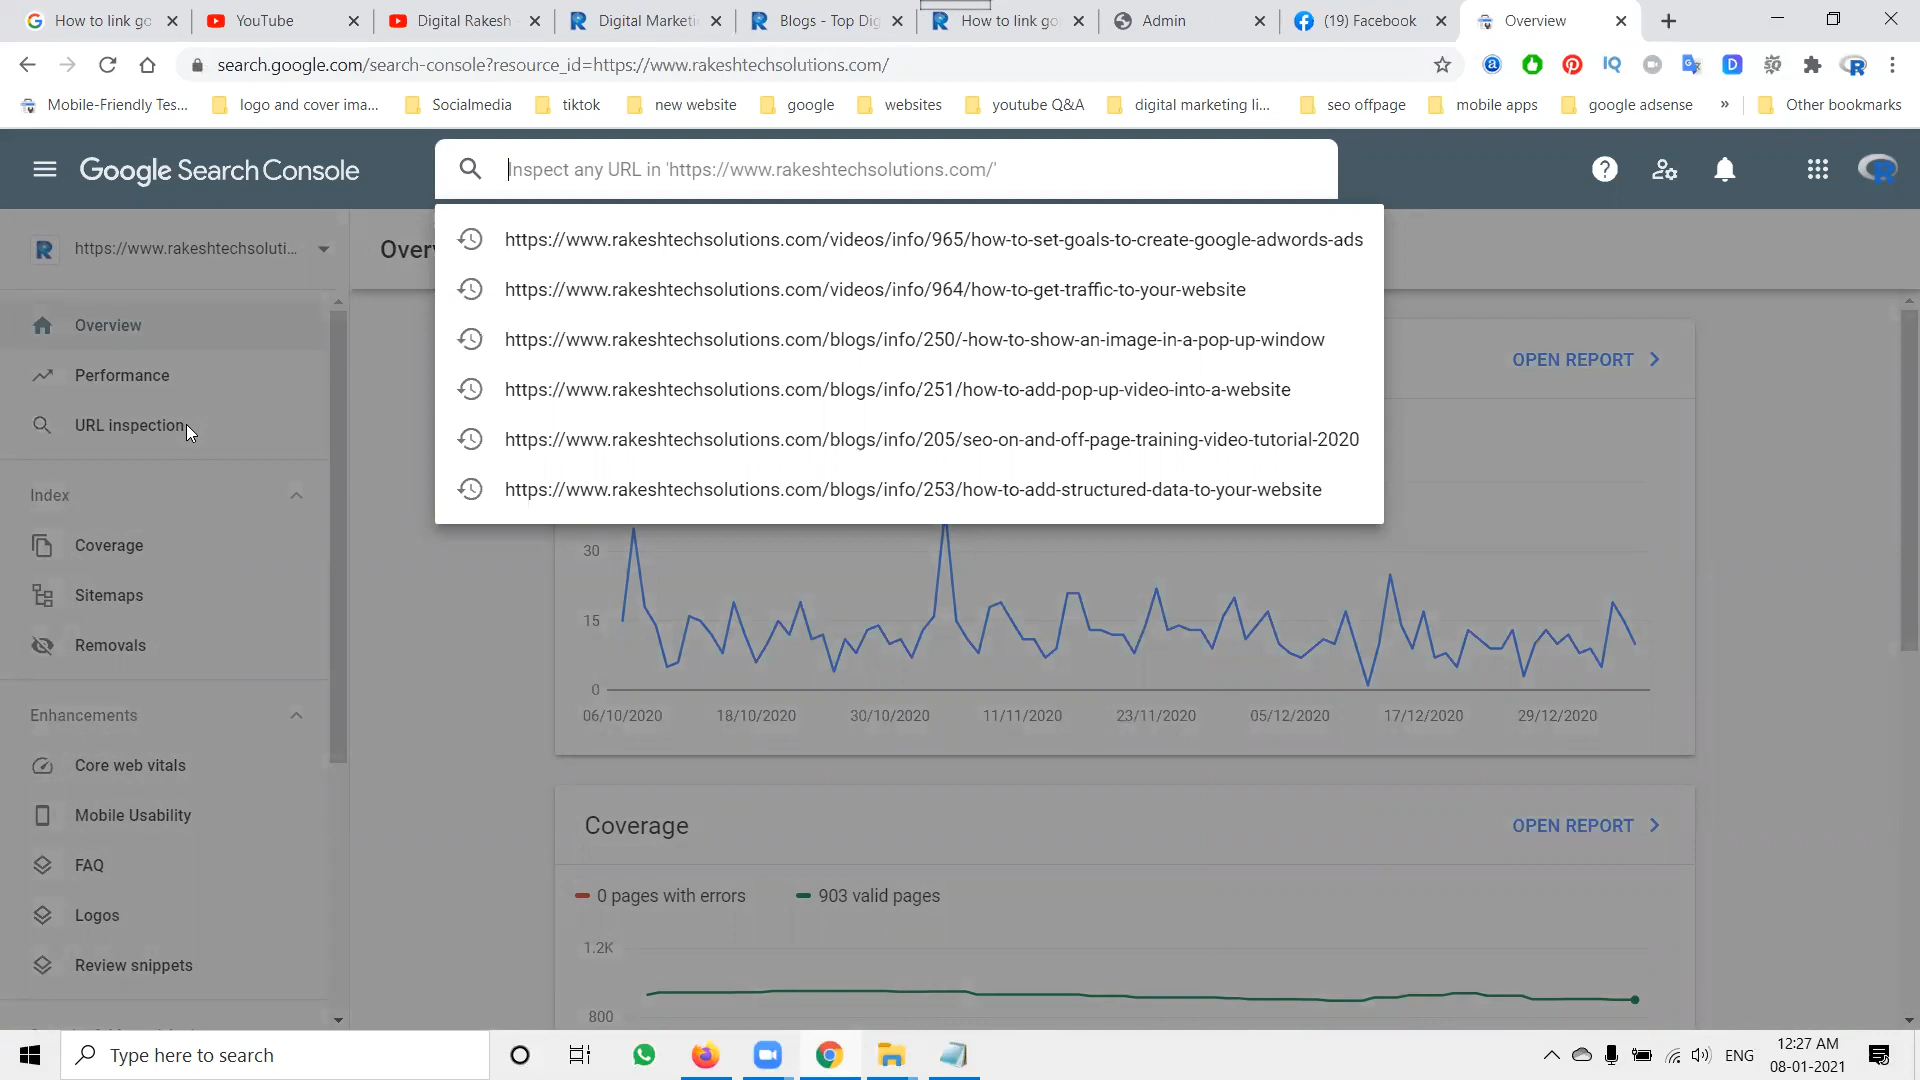 How to link go
YouTube
Digital Rakesh
Digital Marketi
Blogs - Top Dig
How to link go
Admin
(19) Facebook
Overview
search.google.com/search-console?resource_id=https://www.rakeshtechsolutions.com/
Mobile-Friendly Tes...
logo and cover ima...
Socialmedia
tiktok
new website
google
websites
youtube Q&A
digital marketing li...
seo offpage
mobile apps
google adsense
»
Other bookmarks
Google Search Console
Inspect any URL in 'https://www.rakeshtechsolutions.com/'
https://www.rakeshtechsoluti...
Over
https://www.rakeshtechsolutions.com/videos/info/965/how-to-set-goals-to-create-google-adwords-ads
https://www.rakeshtechsolutions.com/videos/info/964/how-to-get-traffic-to-your-website
https://www.rakeshtechsolutions.com/blogs/info/250/-how-to-show-an-image-in-a-pop-up-window
https://www.rakeshtechsolutions.com/blogs/info/251/how-to-add-pop-up-video-into-a-website
https://www.rakeshtechsolutions.com/blogs/info/205/seo-on-and-off-page-training-video-tutorial-2020
https://www.rakeshtechsolutions.com/blogs/info/253/how-to-add-structured-data-to-your-website
Overview
Performance
URL inspection
Index
Coverage
Sitemaps
Removals
Enhancements
Core web vitals
Mobile Usability
FAQ
Logos
Review snippets
OPEN REPORT
30
15
0
06/10/2020
18/10/2020
30/10/2020
11/11/2020
23/11/2020
05/12/2020
17/12/2020
29/12/2020
Coverage
OPEN REPORT
0 pages with errors
903 valid pages
1.2K
800
Type here to search
ENG
12:27 AM
08-01-2021